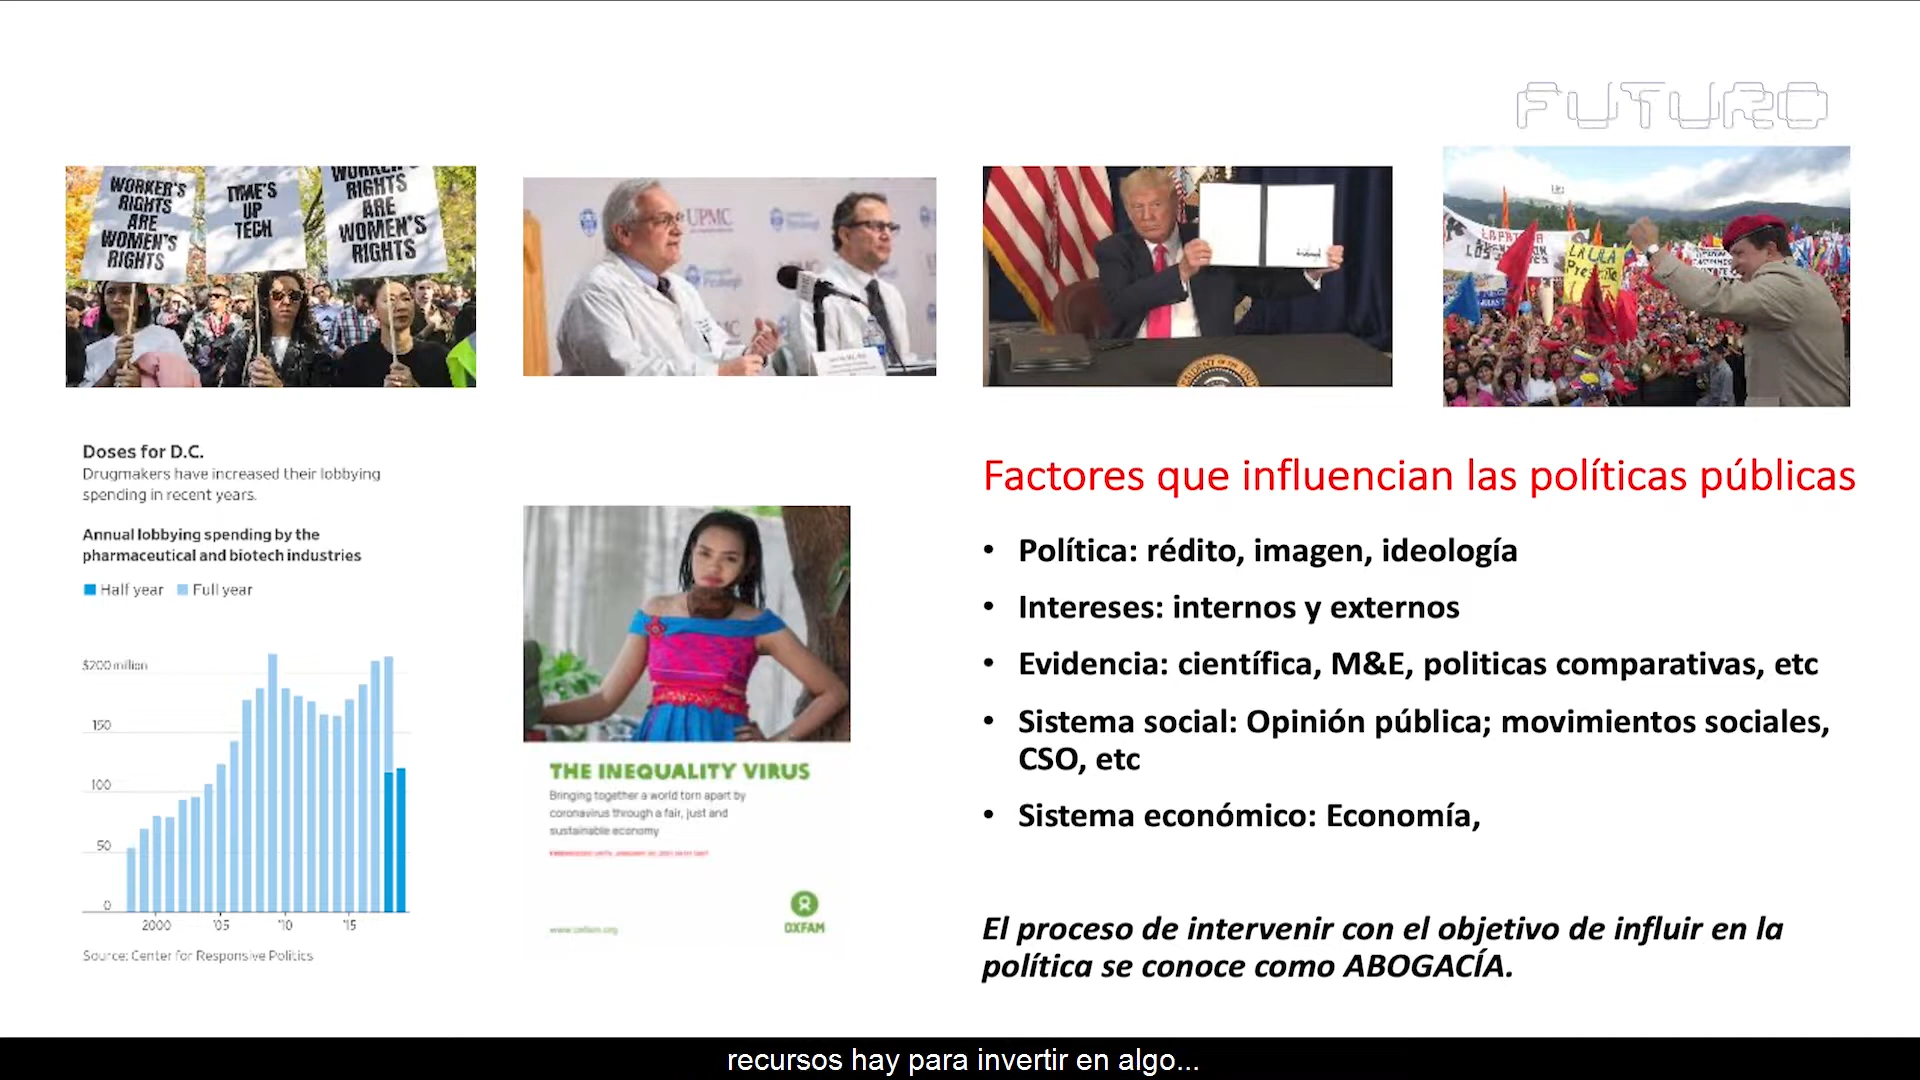 FUTURO
WORKER'S
RIGHTS
ARE
WOMEN'S
RIGHTS
TIME'S
UP
TECH
WORKER'S
RIGHTS
ARE
WOMEN'S
RIGHTS
UPMC
Doses for D.C.
Drugmakers have increased their lobbying
spending in recent years.
Annual lobbying spending by the
pharmaceutical and biotech industries
Half year Full year
$200 million
150
100
50
0
2000 '05 '10 '15
Source: Center for Responsive Politics
THE INEQUALITY VIRUS
Bringing together a world torn apart by
coronavirus through a fair, just and
sustainable economy
www.oxfam.org
OXFAM
Factores que influencian las políticas públicas
• Política: rédito, imagen, ideología
• Intereses: internos y externos
• Evidencia: científica, M&E, politicas comparativas, etc
• Sistema social: Opinión pública; movimientos sociales,
CSO, etc
• Sistema económico: Economía,
El proceso de intervenir con el objetivo de influir en la
política se conoce como ABOGACÍA.
recursos hay para invertir en algo...